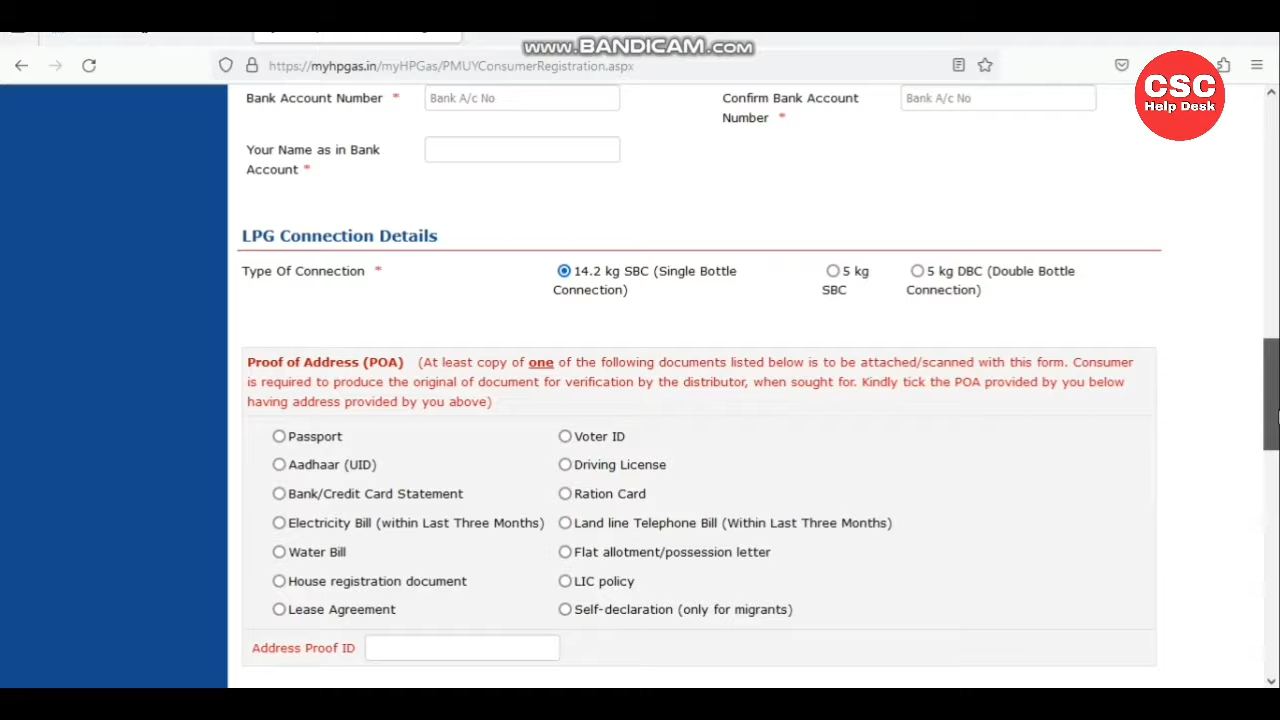 www.BANDICAM.com
https://myhpgas.in/myHPGas/PMUYConsumerRegistration.aspx
CSC
Help Desk
Bank Account Number * Bank A/c No Confirm Bank Account Bank A/c No
Number *
Your Name as in Bank
Account *
LPG Connection Details
Type Of Connection * 14.2 kg SBC (Single Bottle 5 kg 5 kg DBC (Double Bottle
Connection) SBC Connection)
Proof of Address (POA) (At least copy of one of the following documents listed below is to be attached/scanned with this form. Consumer
is required to produce the original of document for verification by the distributor, when sought for. Kindly tick the POA provided by you below
having address provided by you above)
Passport Voter ID
Aadhaar (UID) Driving License
Bank/Credit Card Statement Ration Card
Electricity Bill (within Last Three Months) Land line Telephone Bill (Within Last Three Months)
Water Bill Flat allotment/possession letter
House registration document LIC policy
Lease Agreement Self-declaration (only for migrants)
Address Proof ID